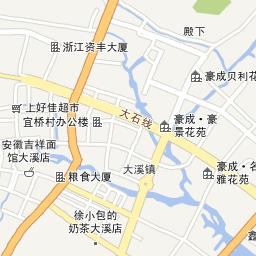 殿下
浙江资丰大厦
豪成贝利花
上好佳超市
宜桥村办公楼
大石线
豪成·豪
景花苑
安徽吉祥面
馆大溪店
大溪镇
豪成·名
雅花苑
粮食大厦
徐小包的
奶茶大溪店
鑫